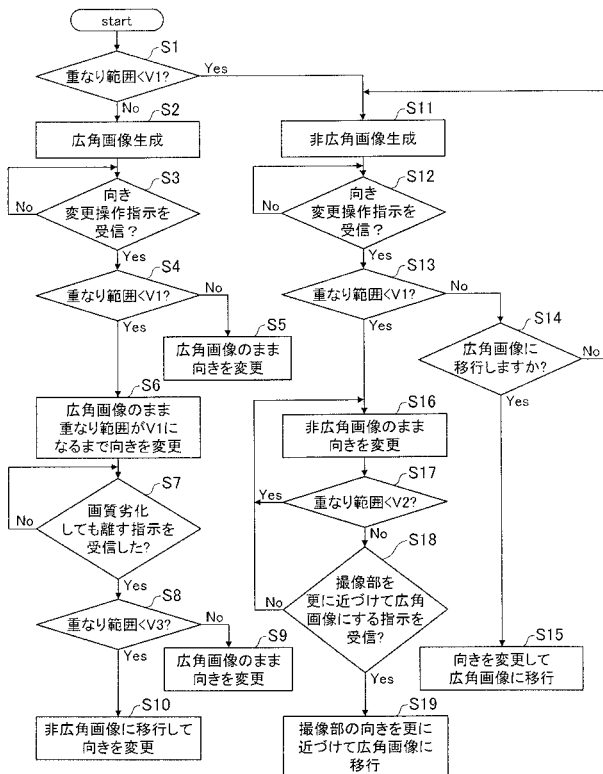 start
S1
重なり範囲<V1?
Yes
No
S2
広角画像生成
S3
向き
変更操作指示を
受信?
No
Yes
S4
重なり範囲<V1?
No
Yes
S5
広角画像のまま
向きを変更
S6
広角画像のまま
重なり範囲がV1に
なるまで向きを変更
S7
画質劣化
しても離す指示を
受信した?
No
Yes
S8
重なり範囲<V3?
No
Yes
S9
広角画像のまま
向きを変更
S10
非広角画像に移行して
向きを変更
S11
非広角画像生成
S12
向き
変更操作指示を
受信?
No
Yes
S13
重なり範囲<V1?
No
Yes
S14
広角画像に
移行しますか?
No
Yes
S15
向きを変更して
広角画像に移行
S16
非広角画像のまま
向きを変更
S17
重なり範囲<V2?
Yes
No
S18
撮像部を
更に近づけて広角
画像にする指示を
受信?
No
Yes
S19
撮像部の向きを更に
近づけて広角画像に
移行